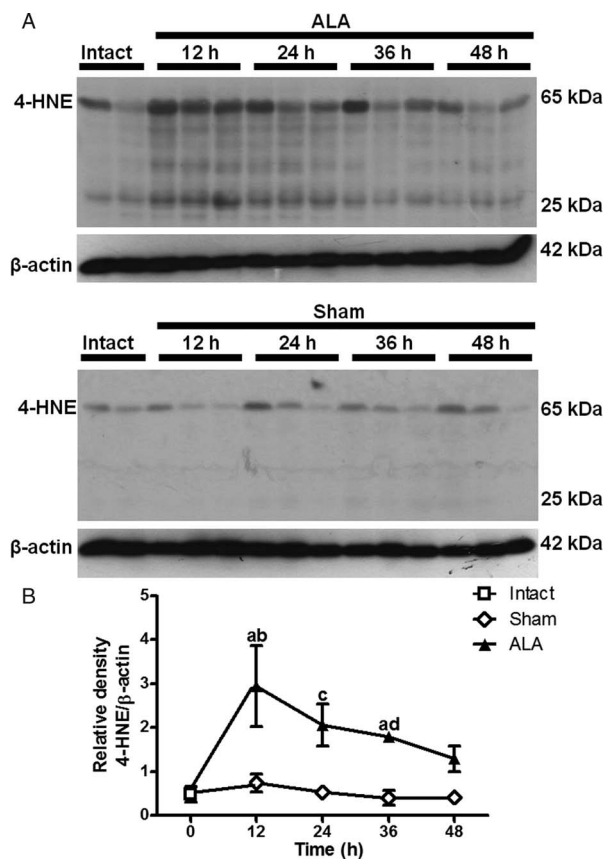 A
ALA
Intact 12 h 24 h 36 h 48 h
4-HNE
65 kDa
25 kDa
β-actin
42 kDa
Sham
Intact 12 h 24 h 36 h 48 h
4-HNE
65 kDa
25 kDa
β-actin
42 kDa
B
Intact
Sham
ALA
Relative density
4-HNE/β-actin
5
4
3
2
1
0
ab
c
ad
0 12 24 36 48
Time (h)